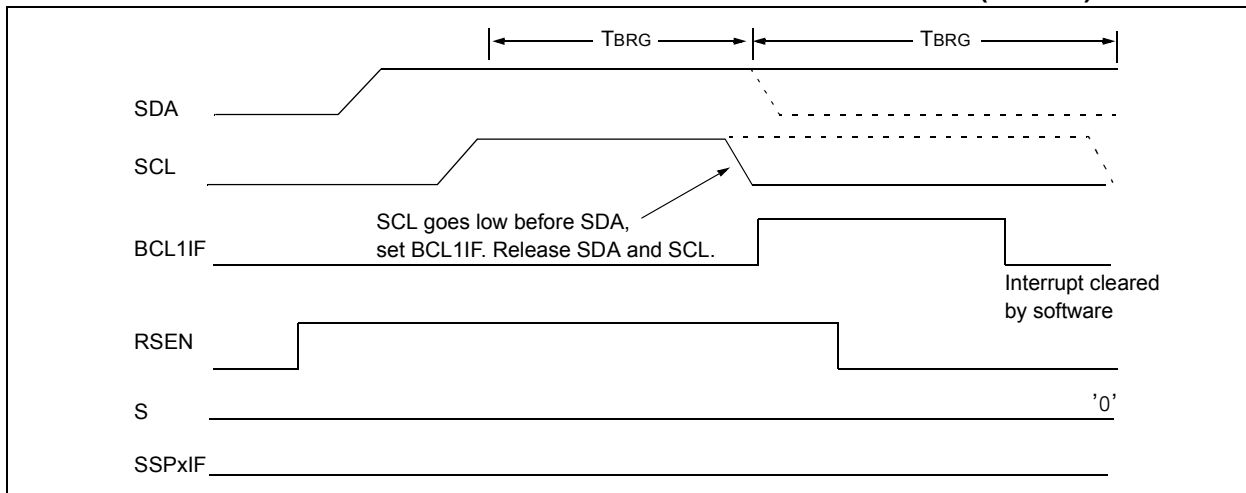 TBRG TBRG
SDA
SCL
SCL goes low before SDA,
set BCL1IF. Release SDA and SCL.
BCL1IF
Interrupt cleared
by software
RSEN
S '0'
SSPxIF